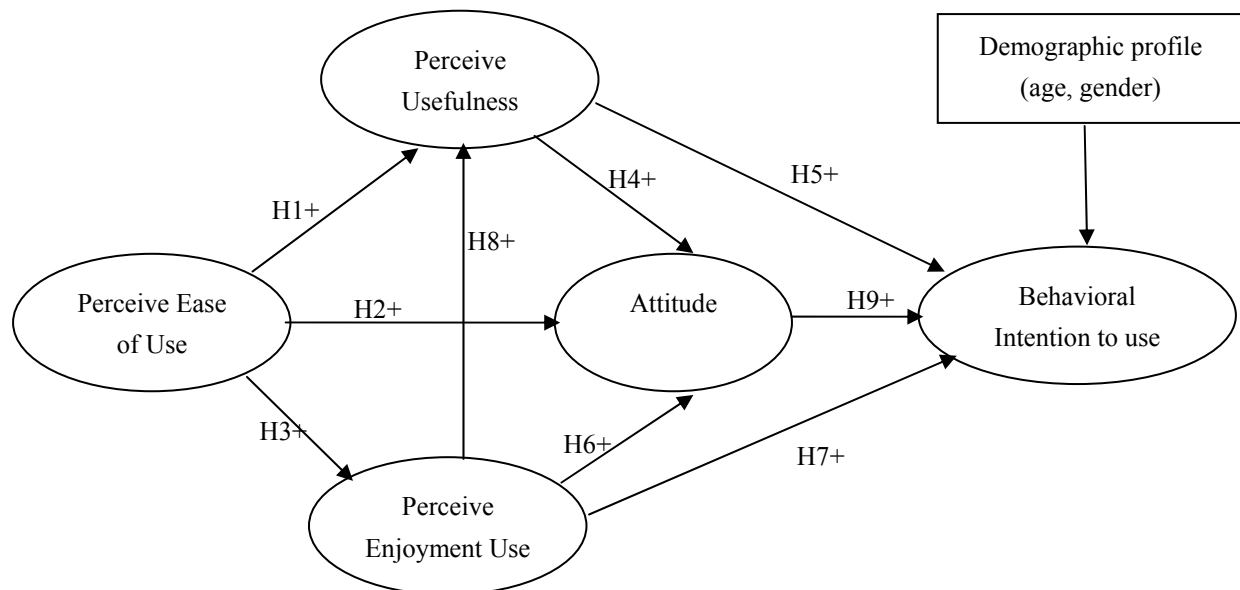 Perceive
Usefulness
Demographic profile
(age, gender)
H5+
H4+
H1+
H8+
Perceive Ease
of Use
H2+
Attitude
H9+
Behavioral
Intention to use
H3+
H6+
H7+
Perceive
Enjoyment Use